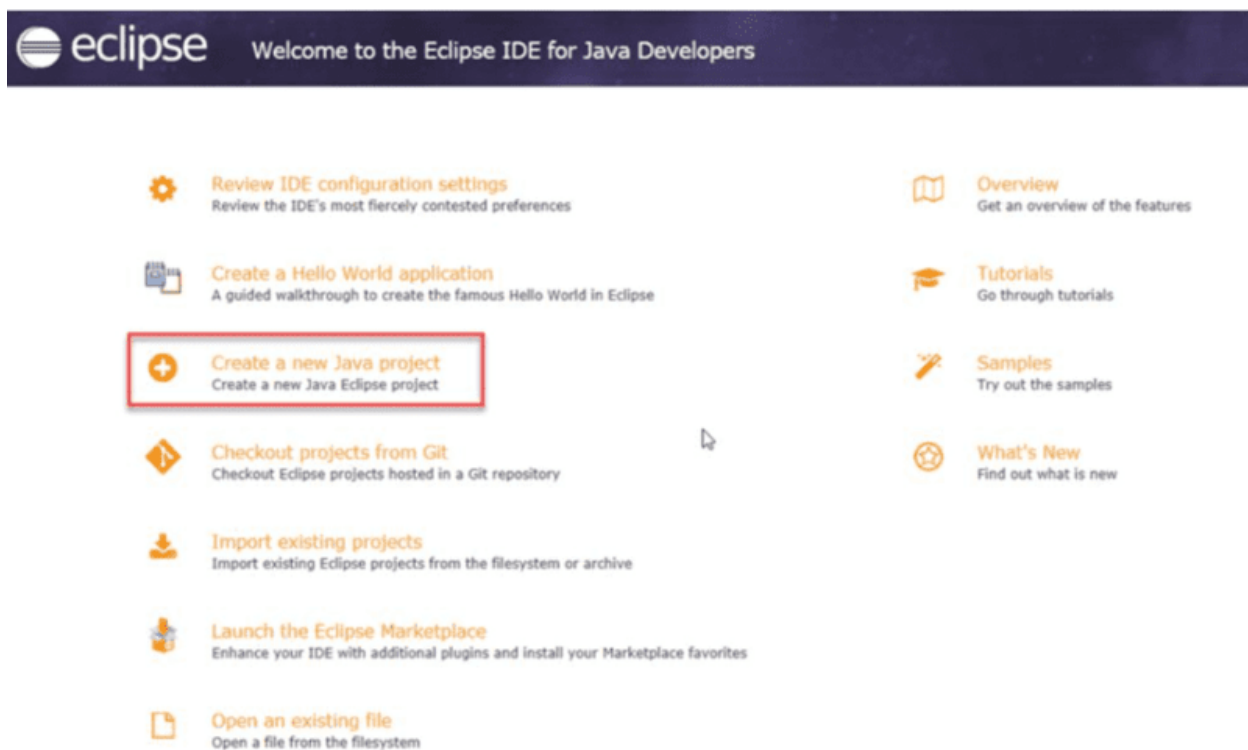 eclipse Welcome to the Eclipse IDE for Java Developers
Review IDE configuration settings
Review the IDE's most fiercely contested preferences
Create a Hello World application
A guided walkthrough to create the famous Hello World in Eclipse
Create a new Java project
Create a new Java Eclipse project
Checkout projects from Git
Checkout Eclipse projects hosted in a Git repository
Import existing projects
Import existing Eclipse projects from the filesystem or archive
Launch the Eclipse Marketplace
Enhance your IDE with additional plugins and install your Marketplace favorites
Open an existing file
Open a file from the filesystem
Overview
Get an overview of the features
Tutorials
Go through tutorials
Samples
Try out the samples
What's New
Find out what is new